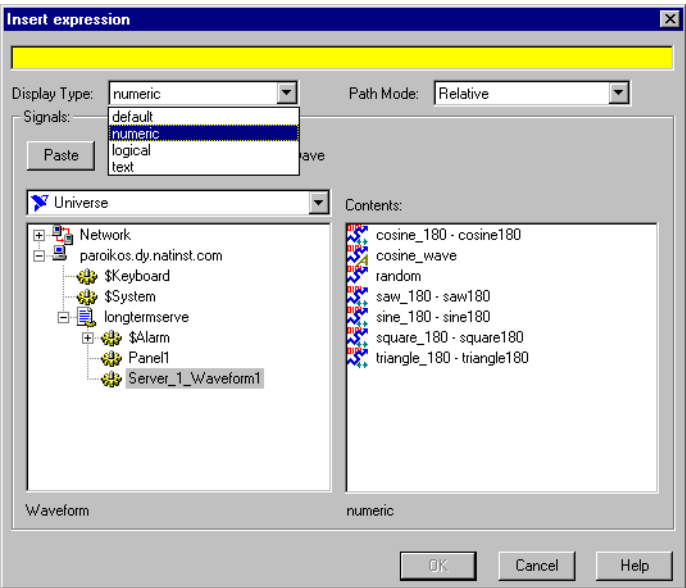 Insert expression
Display Type: numeric Path Mode: Relative
default
numeric
logical
text
Signals:
Paste
ave
Universe
Contents:
Network
paroikos.dy.natinst.com
$Keyboard
$System
longtermserve
$Alarm
Panel1
Server_1_Waveform1
cosine_180 - cosine180
cosine_wave
random
saw_180 - saw180
sine_180 - sine180
square_180 - square180
triangle_180 - triangle180
Waveform
numeric
OK Cancel Help